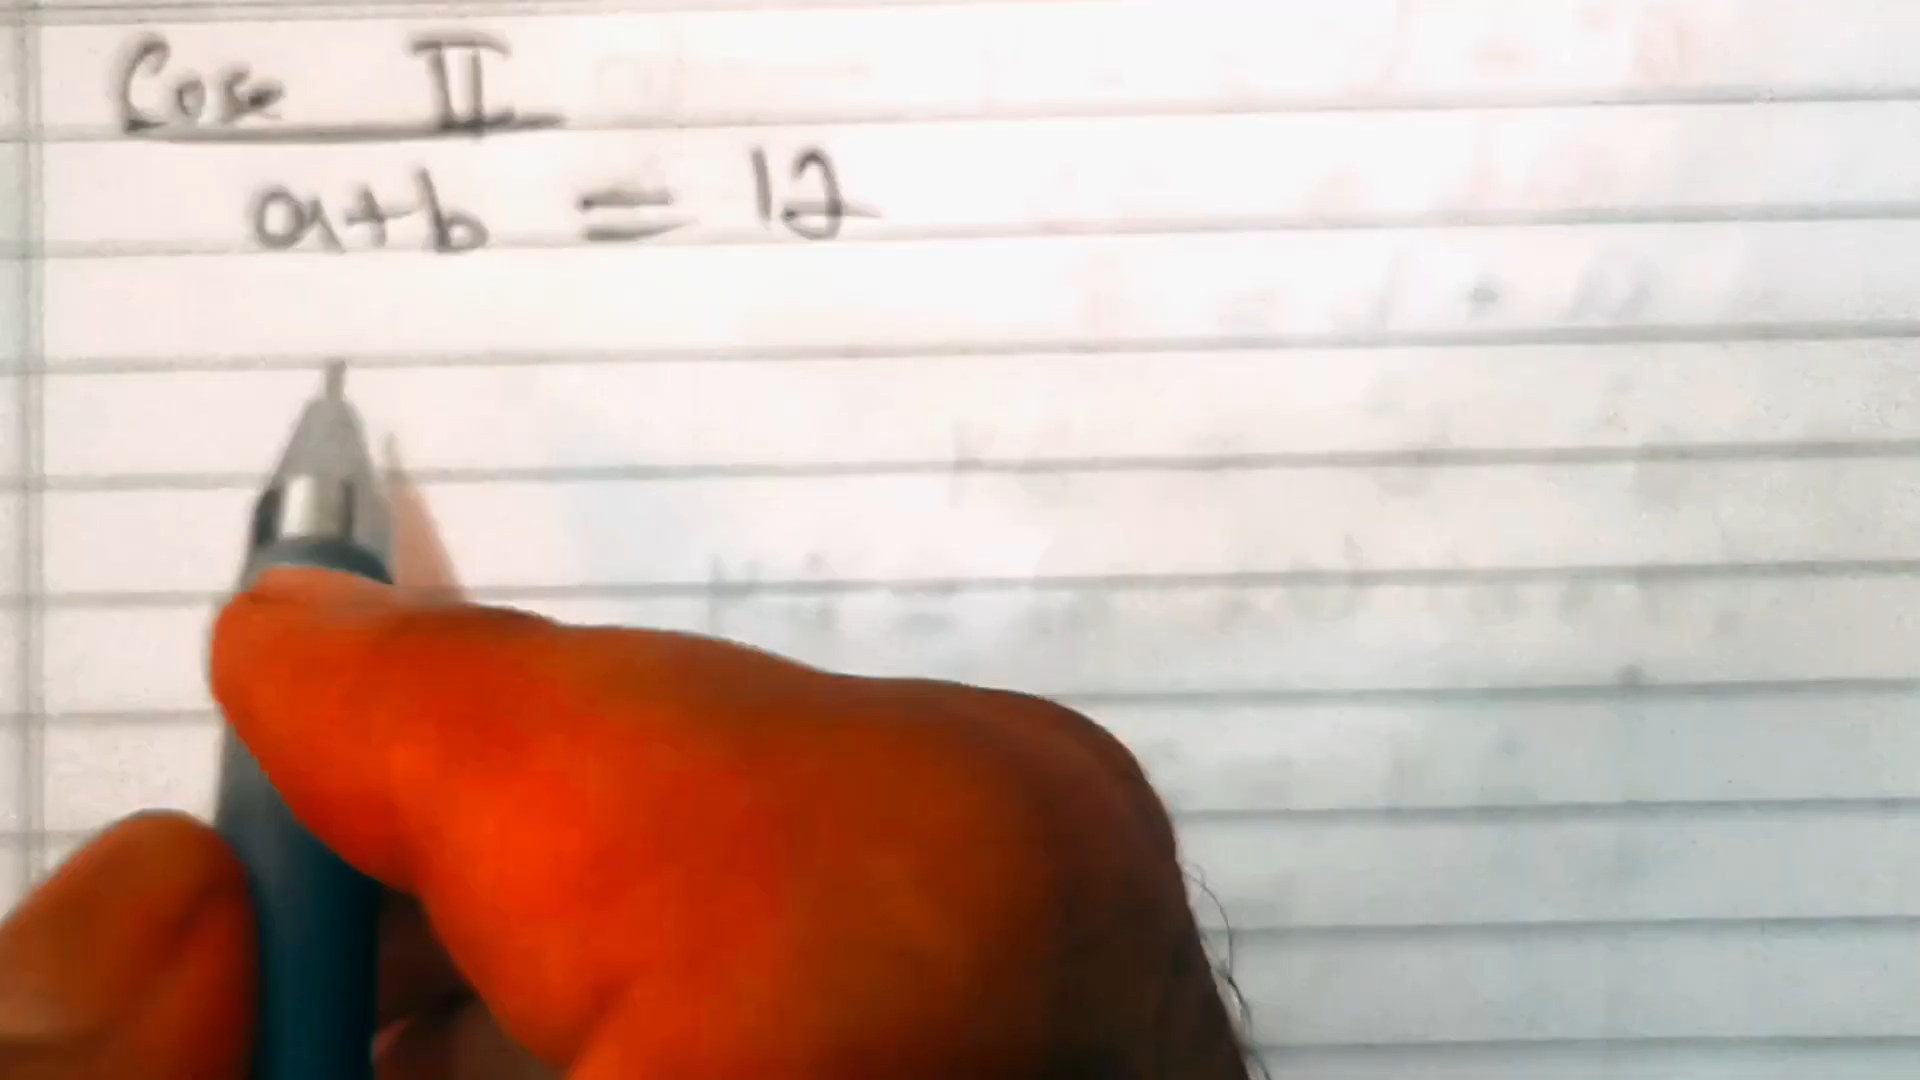 Case II
a+b = 12